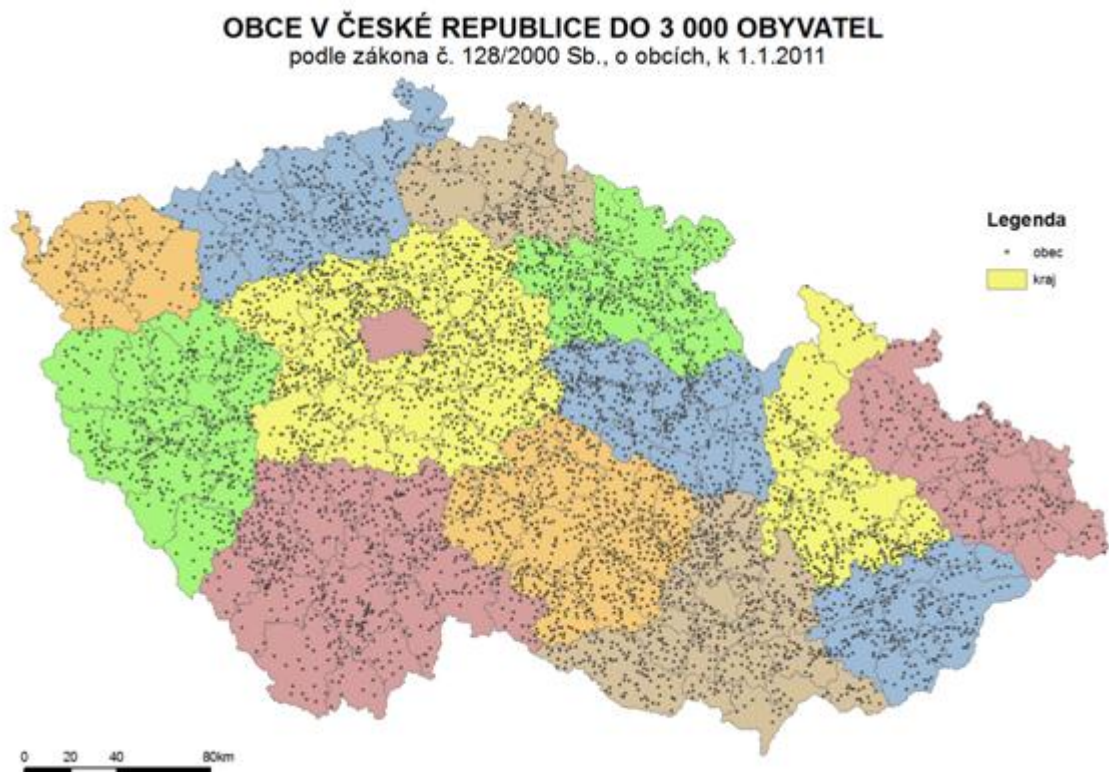 OBCE V ČESKÉ REPUBLICE DO 3 000 OBYVATEL
podle zákona č. 128/2000 Sb., o obcích, k 1.1.2011
Legenda
obec
kraj
0 20 40 80km